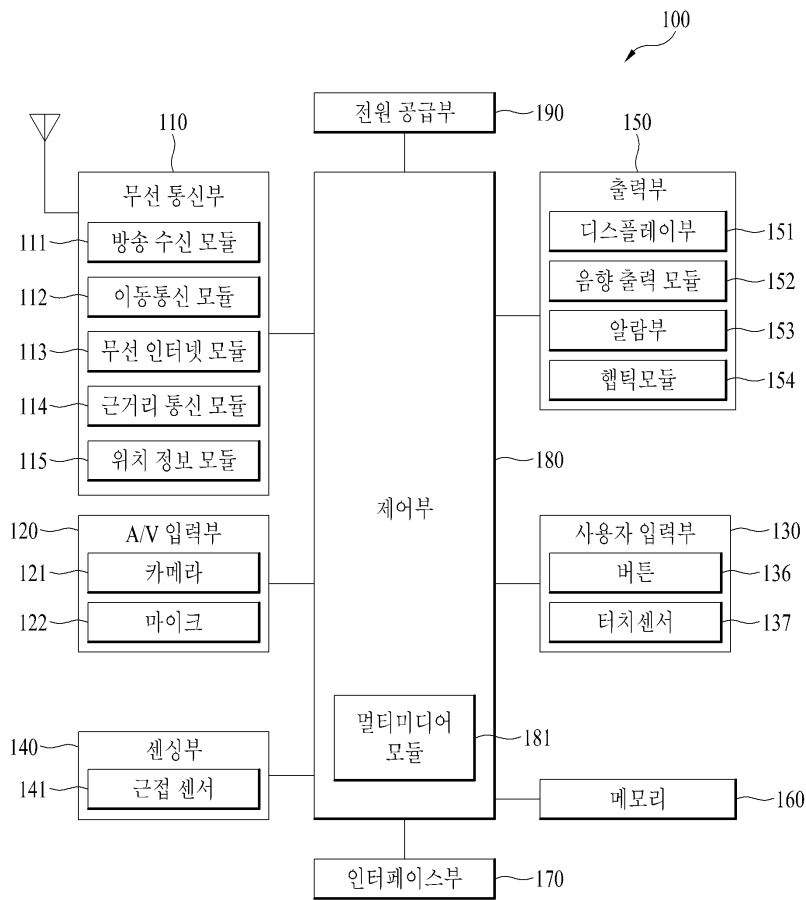 100
전원 공급부
190
110
무선 통신부
111
방송 수신 모듈
112
이동통신 모듈
113
무선 인터넷 모듈
114
근거리 통신 모듈
115
위치 정보 모듈
150
출력부
디스플레이부
151
음향 출력 모듈
152
알람부
153
햅틱모듈
154
제어부
180
120
A/V 입력부
121
카메라
122
마이크
사용자 입력부
130
버튼
136
터치센서
137
멀티미디어
모듈
181
140
센싱부
141
근접 센서
메모리
160
인터페이스부
170